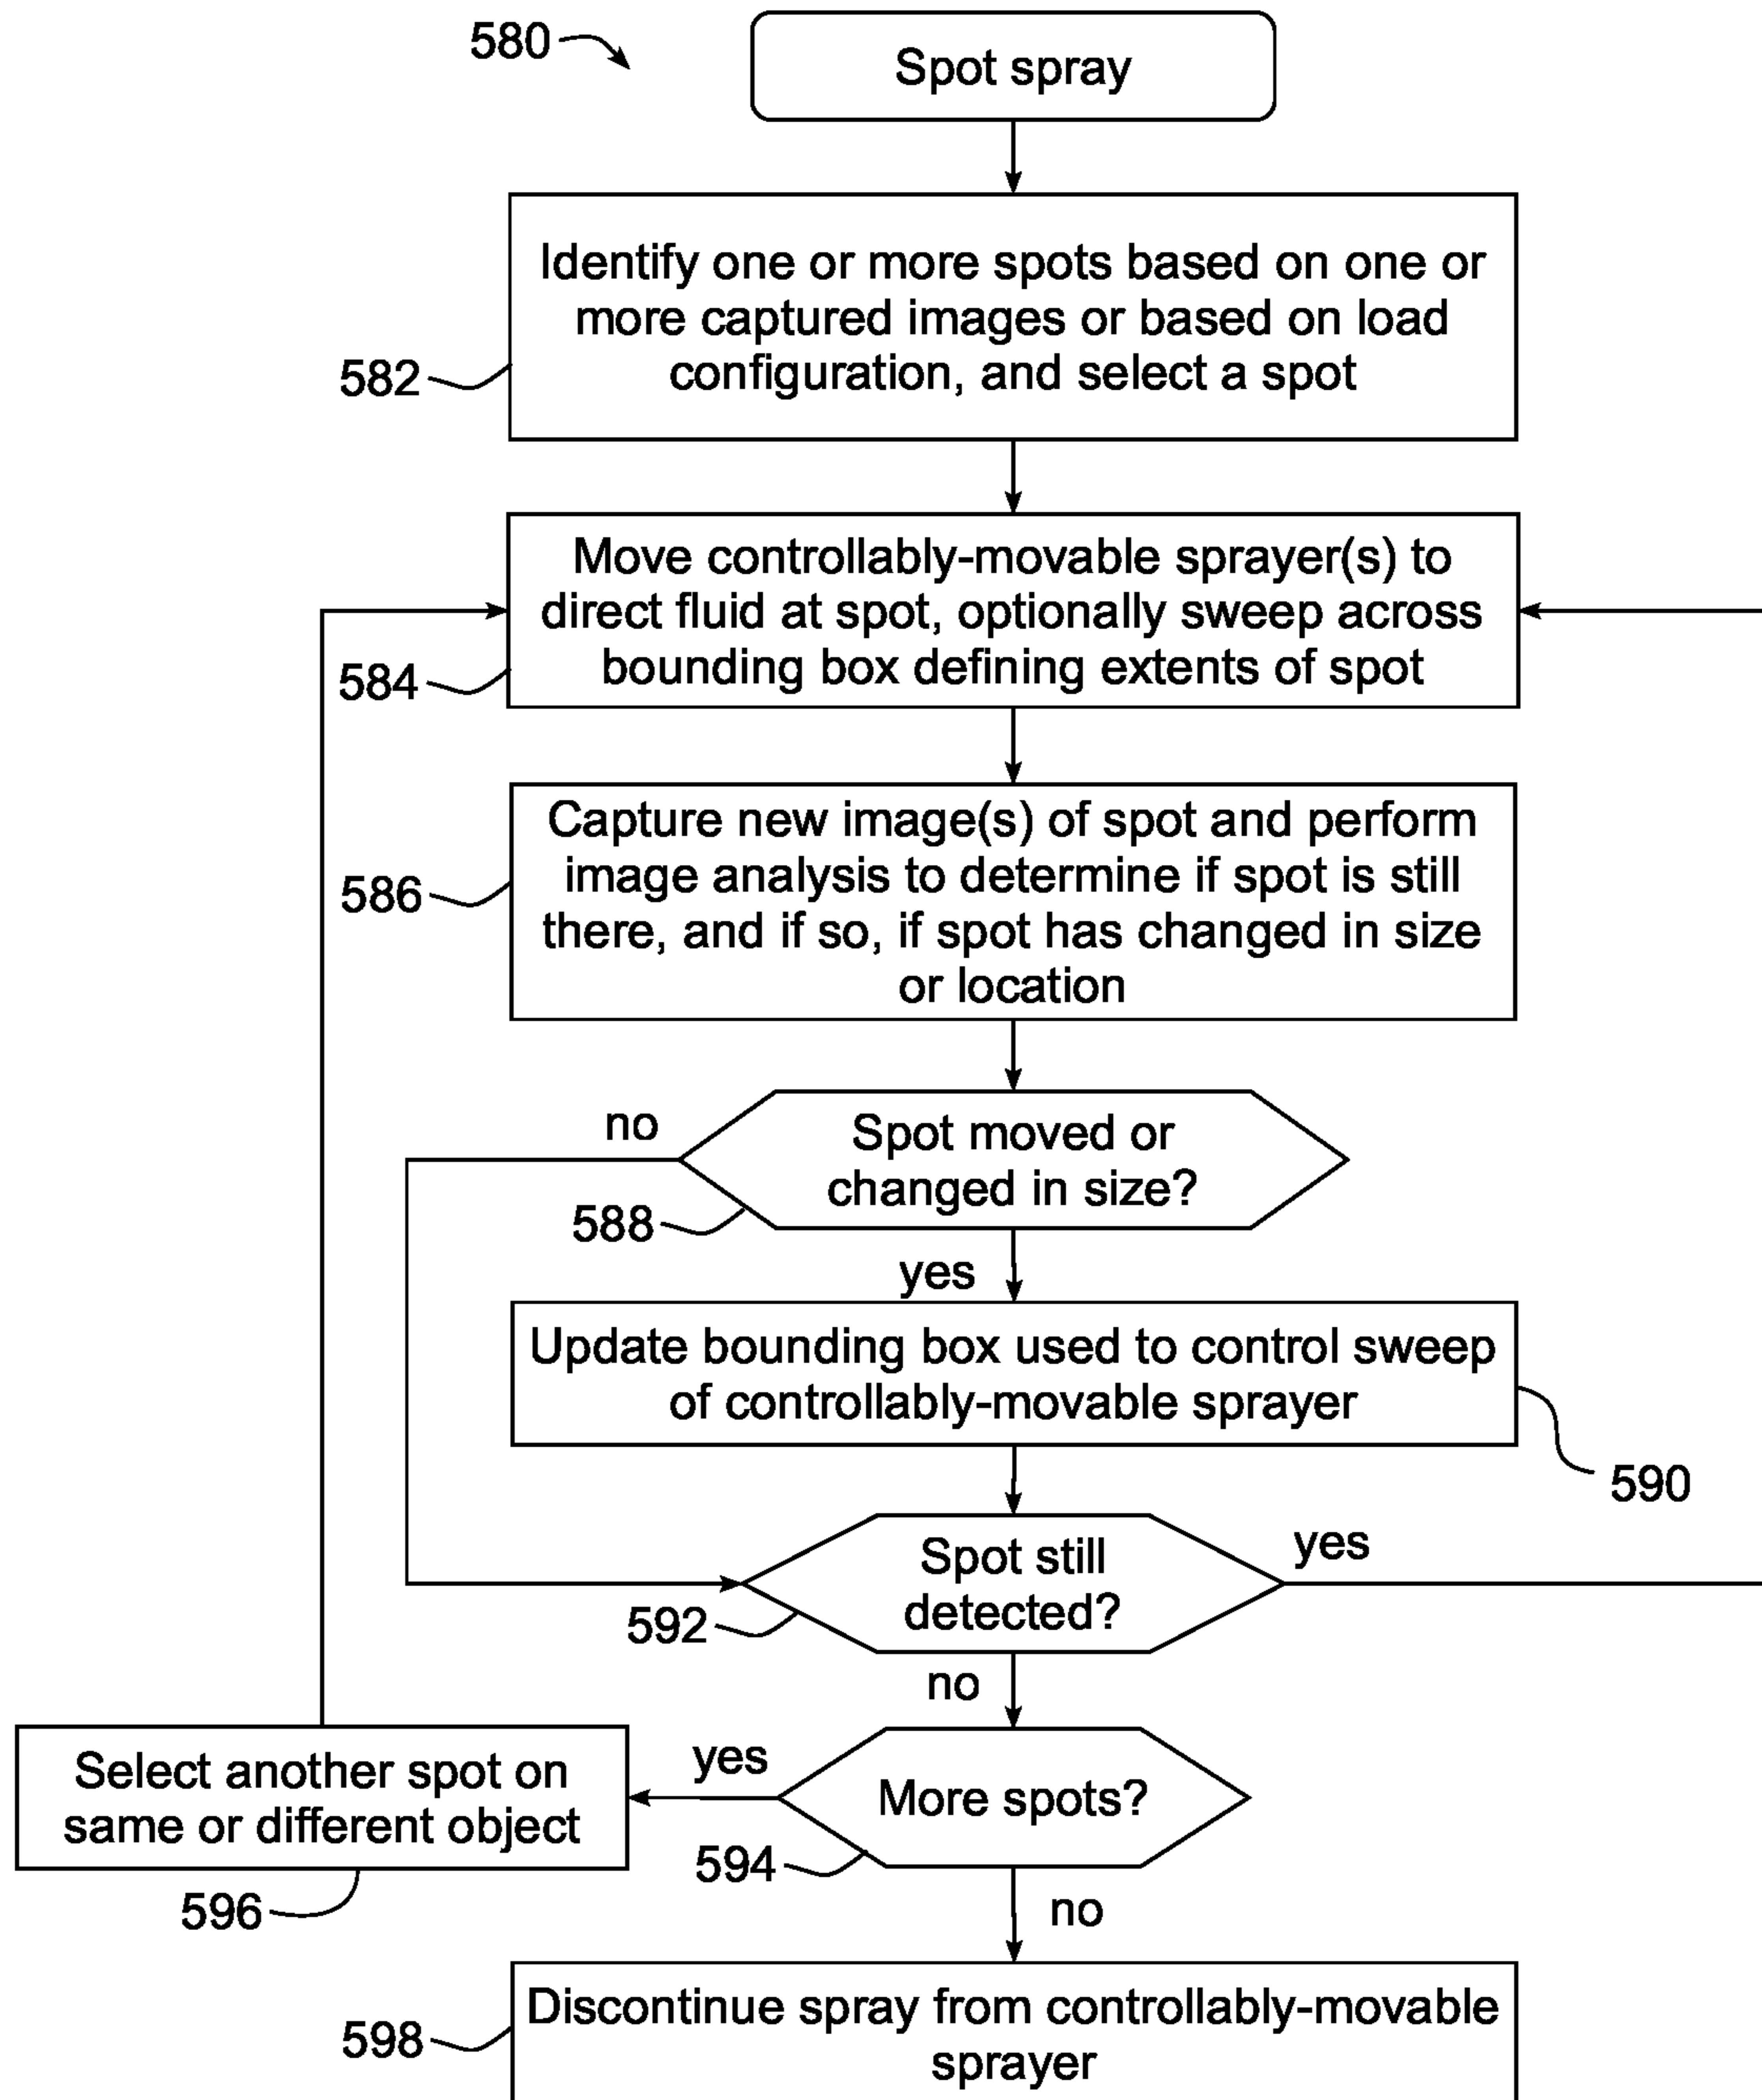 580
Spot spray
Identify one or more spots based on one or
more captured images or based on load
configuration, and select a spot
582
Move controllably-movable sprayer(s) to
direct fluid at spot, optionally sweep across
bounding box defining extents of spot
584
Capture new image(s) of spot and perform
image analysis to determine if spot is still
there, and if so, if spot has changed in size
or location
586
no
Spot moved or
changed in size?
588
yes
Update bounding box used to control sweep
of controllably-movable sprayer
590
Spot still
detected?
yes
592
no
Select another spot on
same or different object
yes
More spots?
594
596
no
Discontinue spray from controllably-movable
sprayer
598